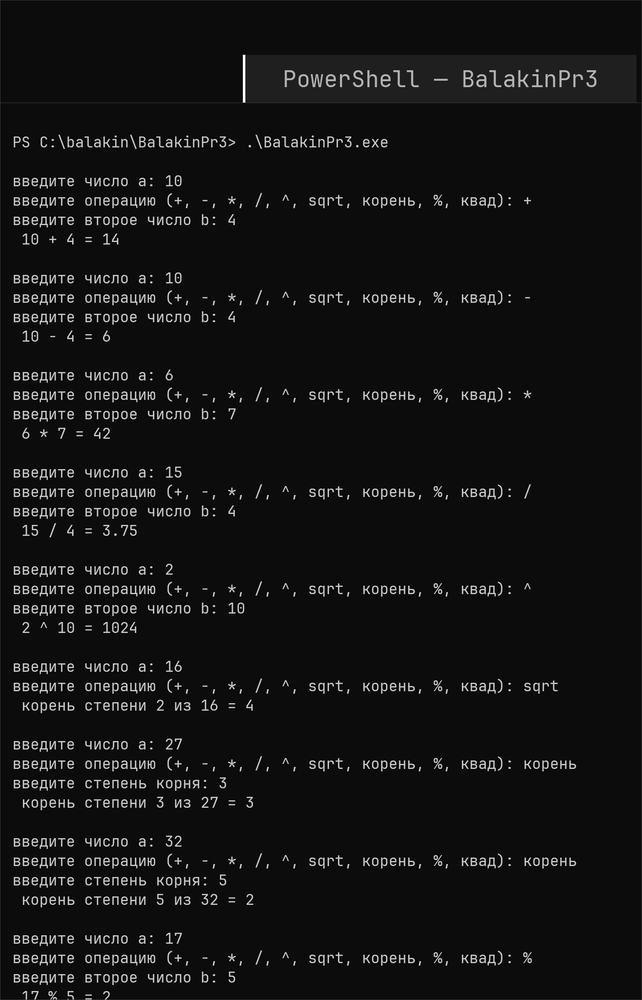 PowerShell — BalakinPr3
PS C:\balakin\BalakinPr3> .\BalakinPr3.exe
введите число a: 10
введите операцию (+, -, *, /, ^, sqrt, корень, %, квад): +
введите второе число b: 4
10 + 4 = 14
введите число a: 10
введите операцию (+, -, *, /, ^, sqrt, корень, %, квад): -
введите второе число b: 4
10 - 4 = 6
введите число a: 6
введите операцию (+, -, *, /, ^, sqrt, корень, %, квад): *
введите второе число b: 7
6 * 7 = 42
введите число a: 15
введите операцию (+, -, *, /, ^, sqrt, корень, %, квад): /
введите второе число b: 4
15 / 4 = 3.75
введите число a: 2
введите операцию (+, -, *, /, ^, sqrt, корень, %, квад): ^
введите второе число b: 10
2 ^ 10 = 1024
введите число a: 16
введите операцию (+, -, *, /, ^, sqrt, корень, %, квад): sqrt
корень степени 2 из 16 = 4
введите число a: 27
введите операцию (+, -, *, /, ^, sqrt, корень, %, квад): корень
введите степень корня: 3
корень степени 3 из 27 = 3
введите число a: 32
введите операцию (+, -, *, /, ^, sqrt, корень, %, квад): корень
введите степень корня: 5
корень степени 5 из 32 = 2
введите число a: 17
введите операцию (+, -, *, /, ^, sqrt, корень, %, квад): %
введите второе число b: 5
17 % 5 = 2